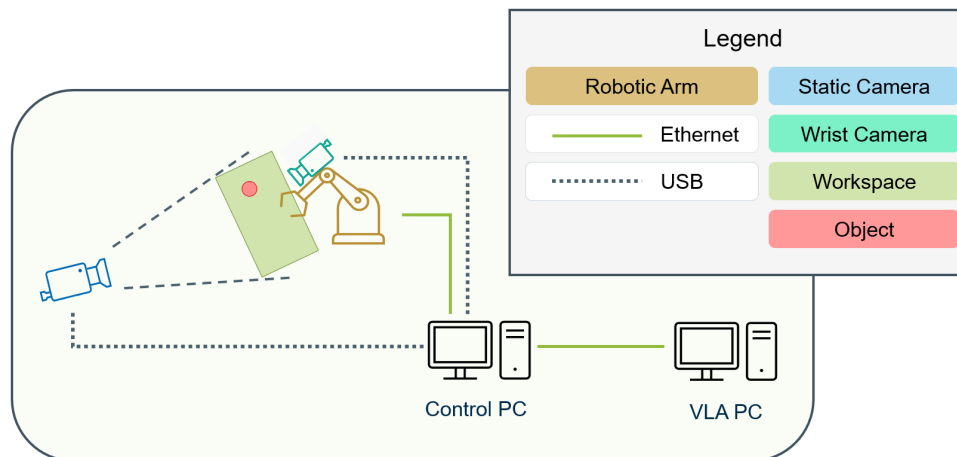 Legend
Robotic Arm
Static Camera
Ethernet
Wrist Camera
USB
Workspace
Object
Control PC
VLA PC